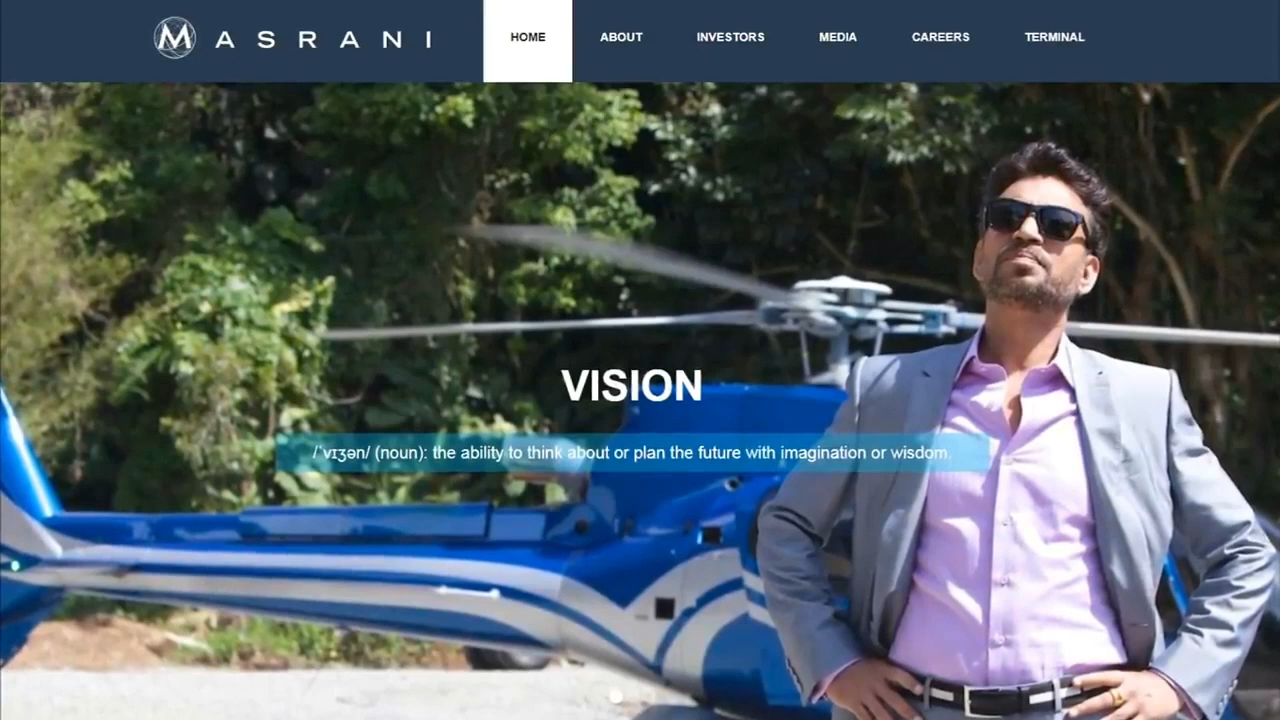 MASRANI
HOME ABOUT INVESTORS MEDIA CAREERS TERMINAL
VISION
/ˈvɪʒən/ (noun): the ability to think about or plan the future with imagination or wisdom.